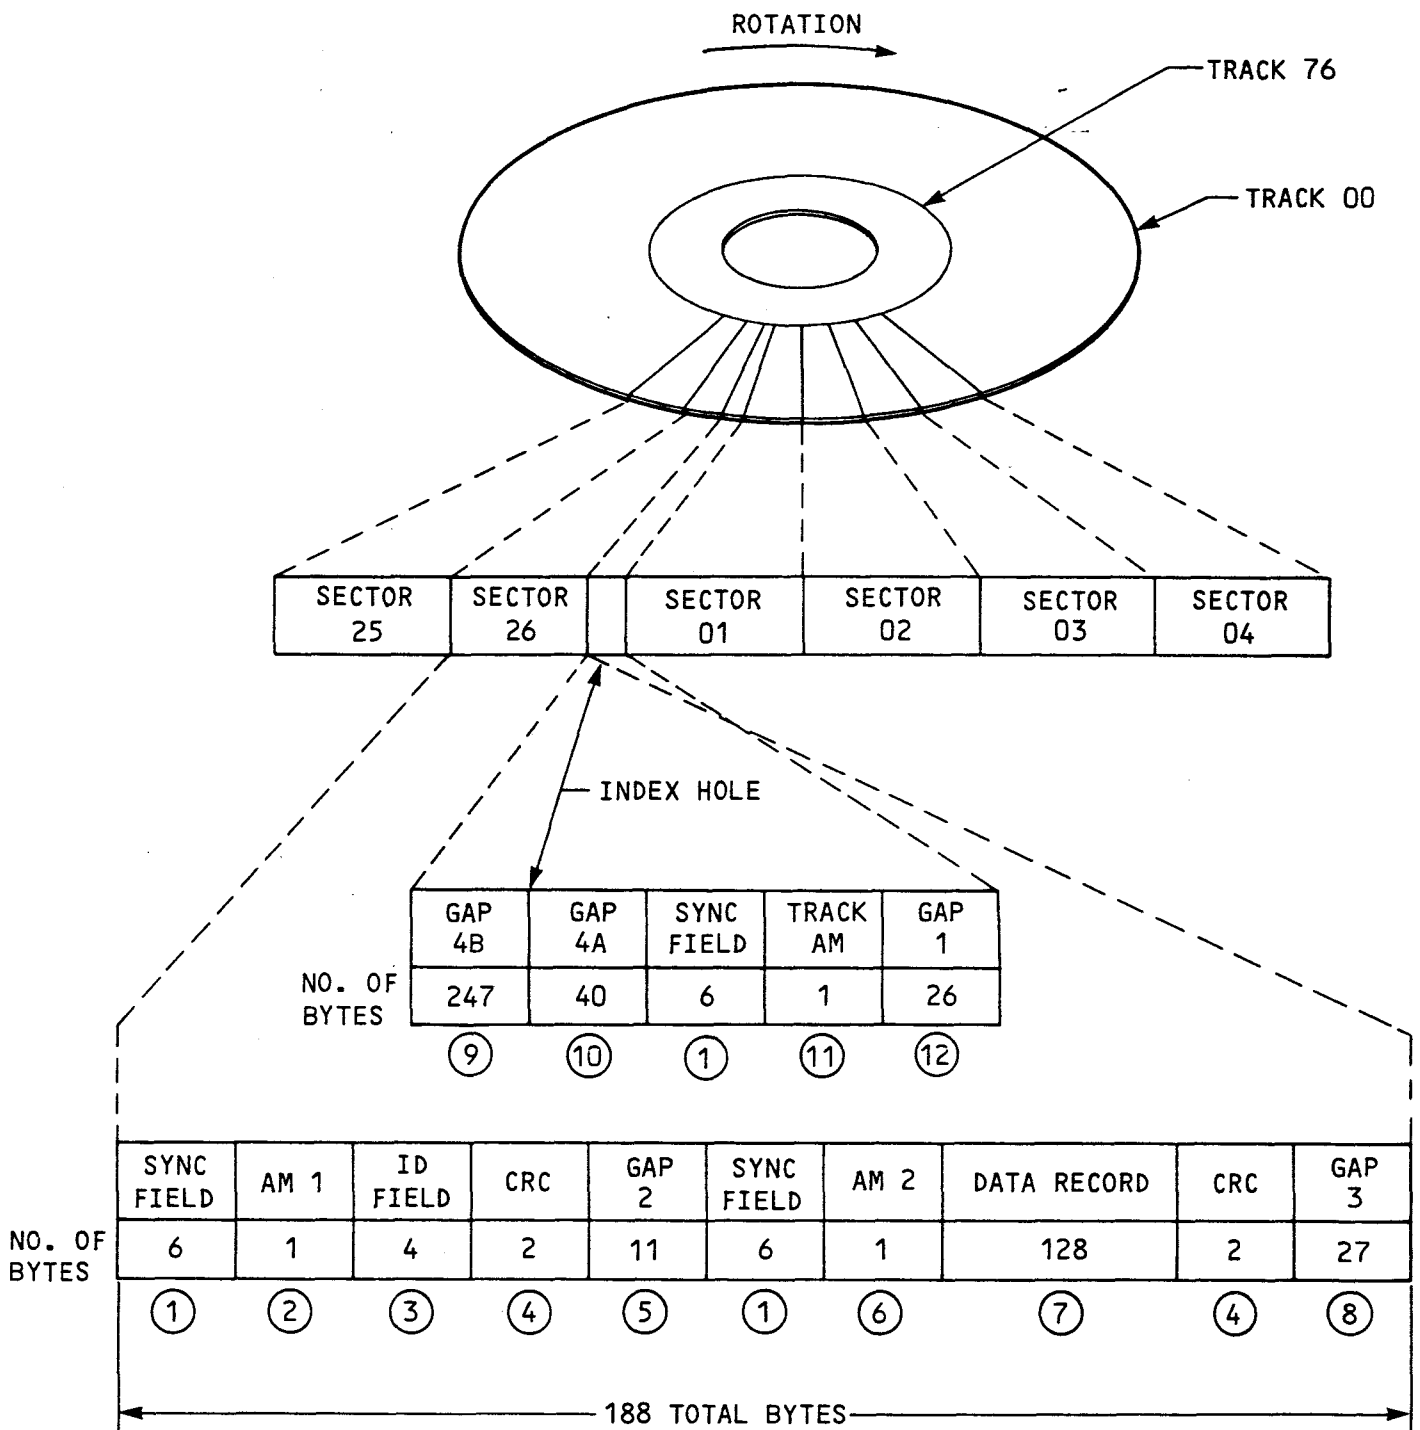 ROTATION
TRACK 76
TRACK 00
SECTOR SECTOR SECTOR SECTOR SECTOR SECTOR
25 26 01 02 03 04
INDEX HOLE
GAP GAP SYNC TRACK GAP
4B 4A FIELD AM 1
NO. OF
BYTES
247 40 6 1 26
9 10 1 11 12
SYNC AM 1 ID CRC GAP SYNC AM 2 DATA RECORD CRC GAP
FIELD FIELD 2 FIELD 3
NO. OF
BYTES
6 1 4 2 11 6 1 128 2 27
1 2 3 4 5 1 6 7 4 8
188 TOTAL BYTES